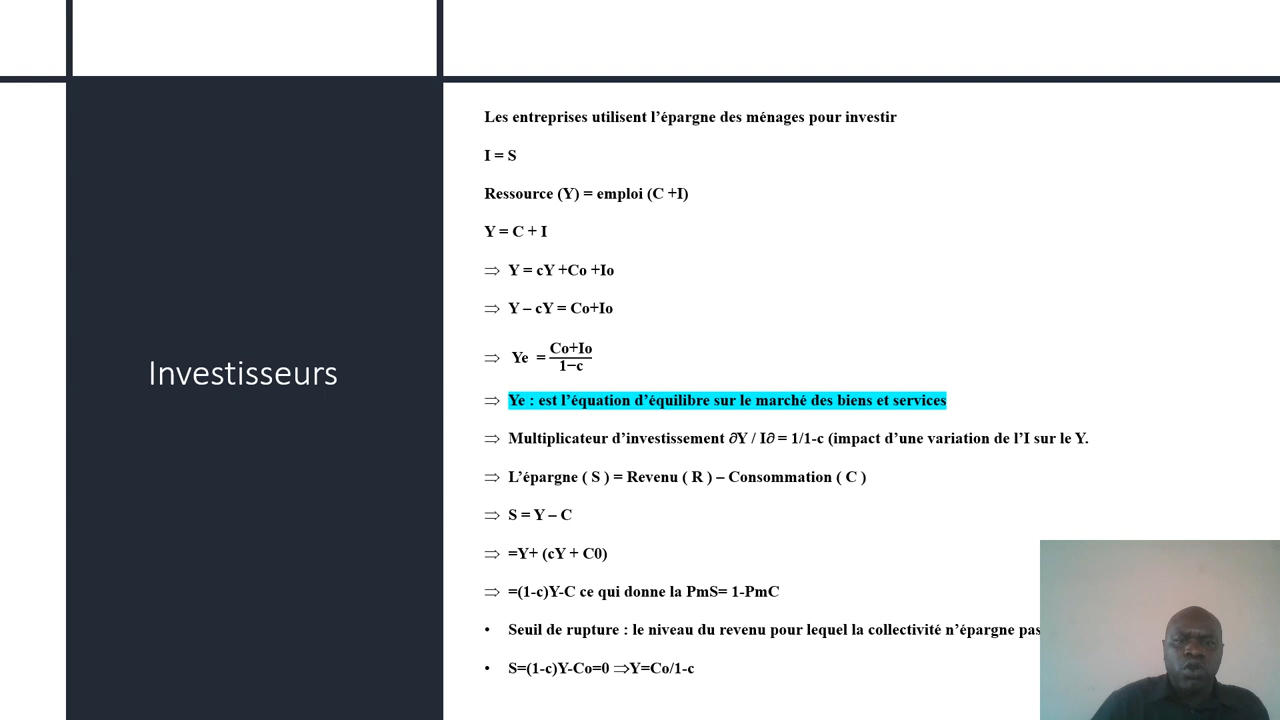 Investisseurs
Les entreprises utilisent l’épargne des ménages pour investir
I = S
Ressource (Y) = emploi (C +I)
Y = C + I
⇒ Y = cY +Co +Io
⇒ Y – cY = Co+Io
⇒ Ye = Co+Io / 1−c
⇒ Ye : est l’équation d’équilibre sur le marché des biens et services
⇒ Multiplicateur d’investissement ∂Y / I∂ = 1/1-c (impact d’une variation de l’I sur le Y.
⇒ L’épargne ( S ) = Revenu ( R ) – Consommation ( C )
⇒ S = Y – C
⇒ =Y+ (cY + C0)
⇒ =(1-c)Y-C ce qui donne la PmS= 1-PmC
• Seuil de rupture : le niveau du revenu pour lequel la collectivité n’épargne pas
• S=(1-c)Y-Co=0 ⇒Y=Co/1-c